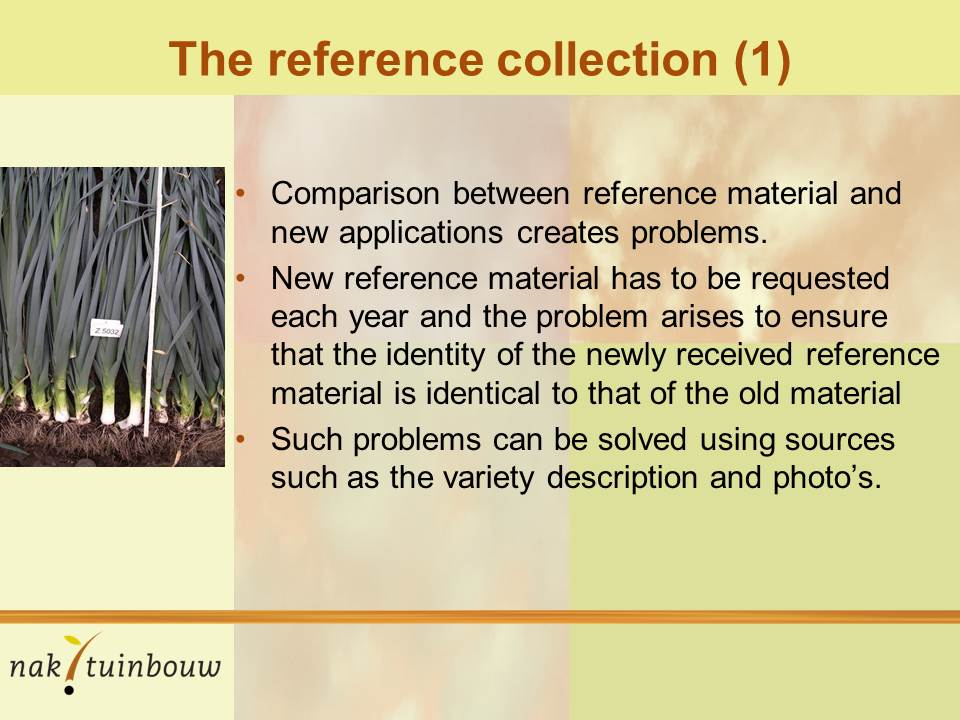 The reference collection (1)
• Comparison between reference material and
new applications creates problems.
• New reference material has to be requested
each year and the problem arises to ensure
that the identity of the newly received reference
material is identical to that of the old material
• Such problems can be solved using sources
such as the variety description and photo’s.
Z 5032
nak tuinbouw